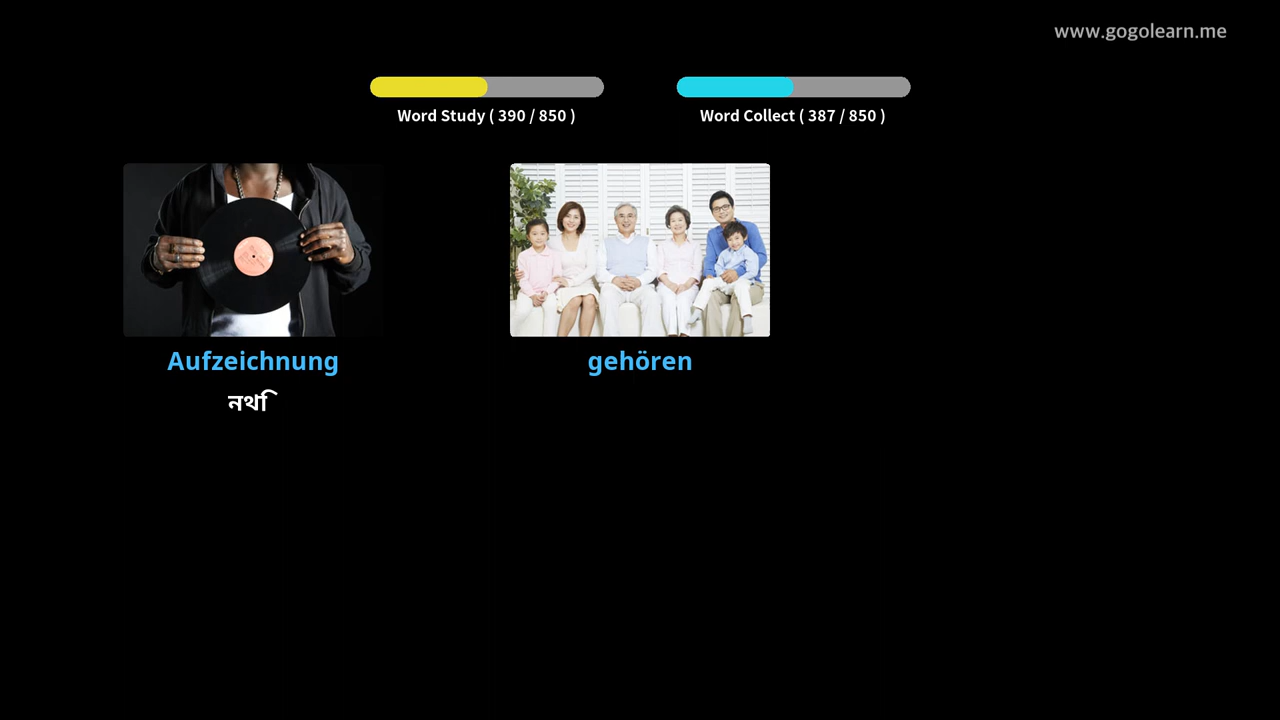 www.gogolearn.me
Word Study ( 390 / 850 )
Word Collect ( 387 / 850 )
Aufzeichnung
gehören
নথি